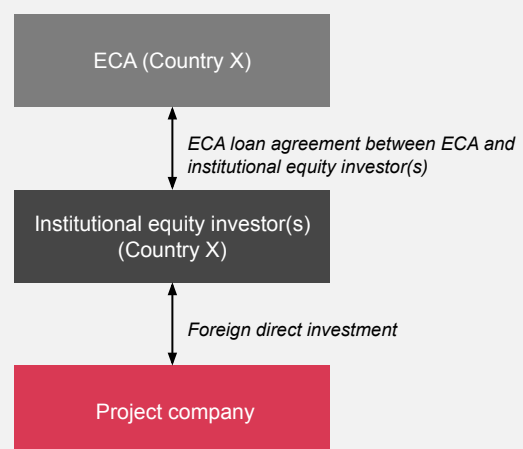 ECA (Country X)
ECA loan agreement between ECA and
institutional equity investor(s)
Institutional equity investor(s)
(Country X)
Foreign direct investment
Project company